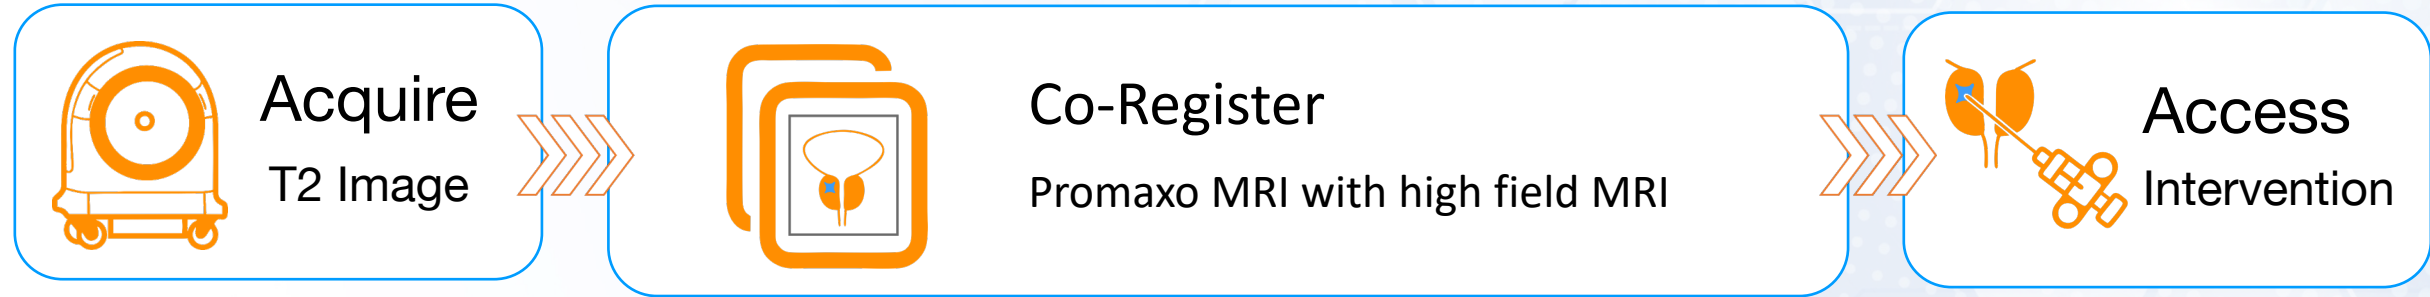 Acquire
T2 Image
Co-Register
Promaxo MRI with high field MRI
Access
Intervention